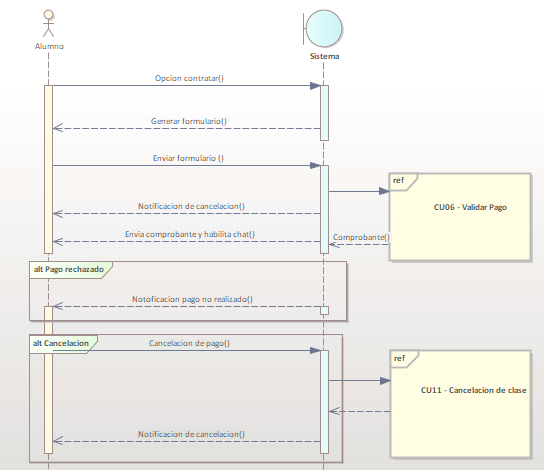 Alumno
Sistema
Opcion contratar()
Generar formulario()
Enviar formulario ()
ref
CU06 - Validar Pago
Notificacion de cancelacion()
Envia comprobante y habilita chat()
Comprobante()
alt Pago rechazado
Notoficacion pago no realizado()
alt Cancelacion
Cancelacion de pago()
ref
CU11 - Cancelacion de clase
Notificacion de cancelacion()